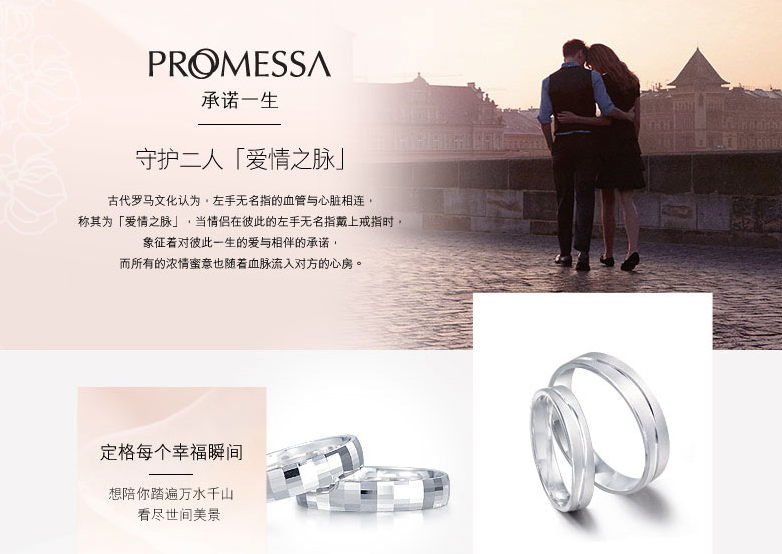 PROMESSA
承诺一生
守护二人「爱情之脉」
古代罗马文化认为，左手无名指的血管与心脏相连，
称其为「爱情之脉」，当情侣在彼此的左手无名指戴上戒指时，
象征着对彼此一生的爱与相伴的承诺，
而所有的浓情蜜意也随着血脉流入对方的心房。
定格每个幸福瞬间
想陪你踏遍万水千山
看尽世间美景